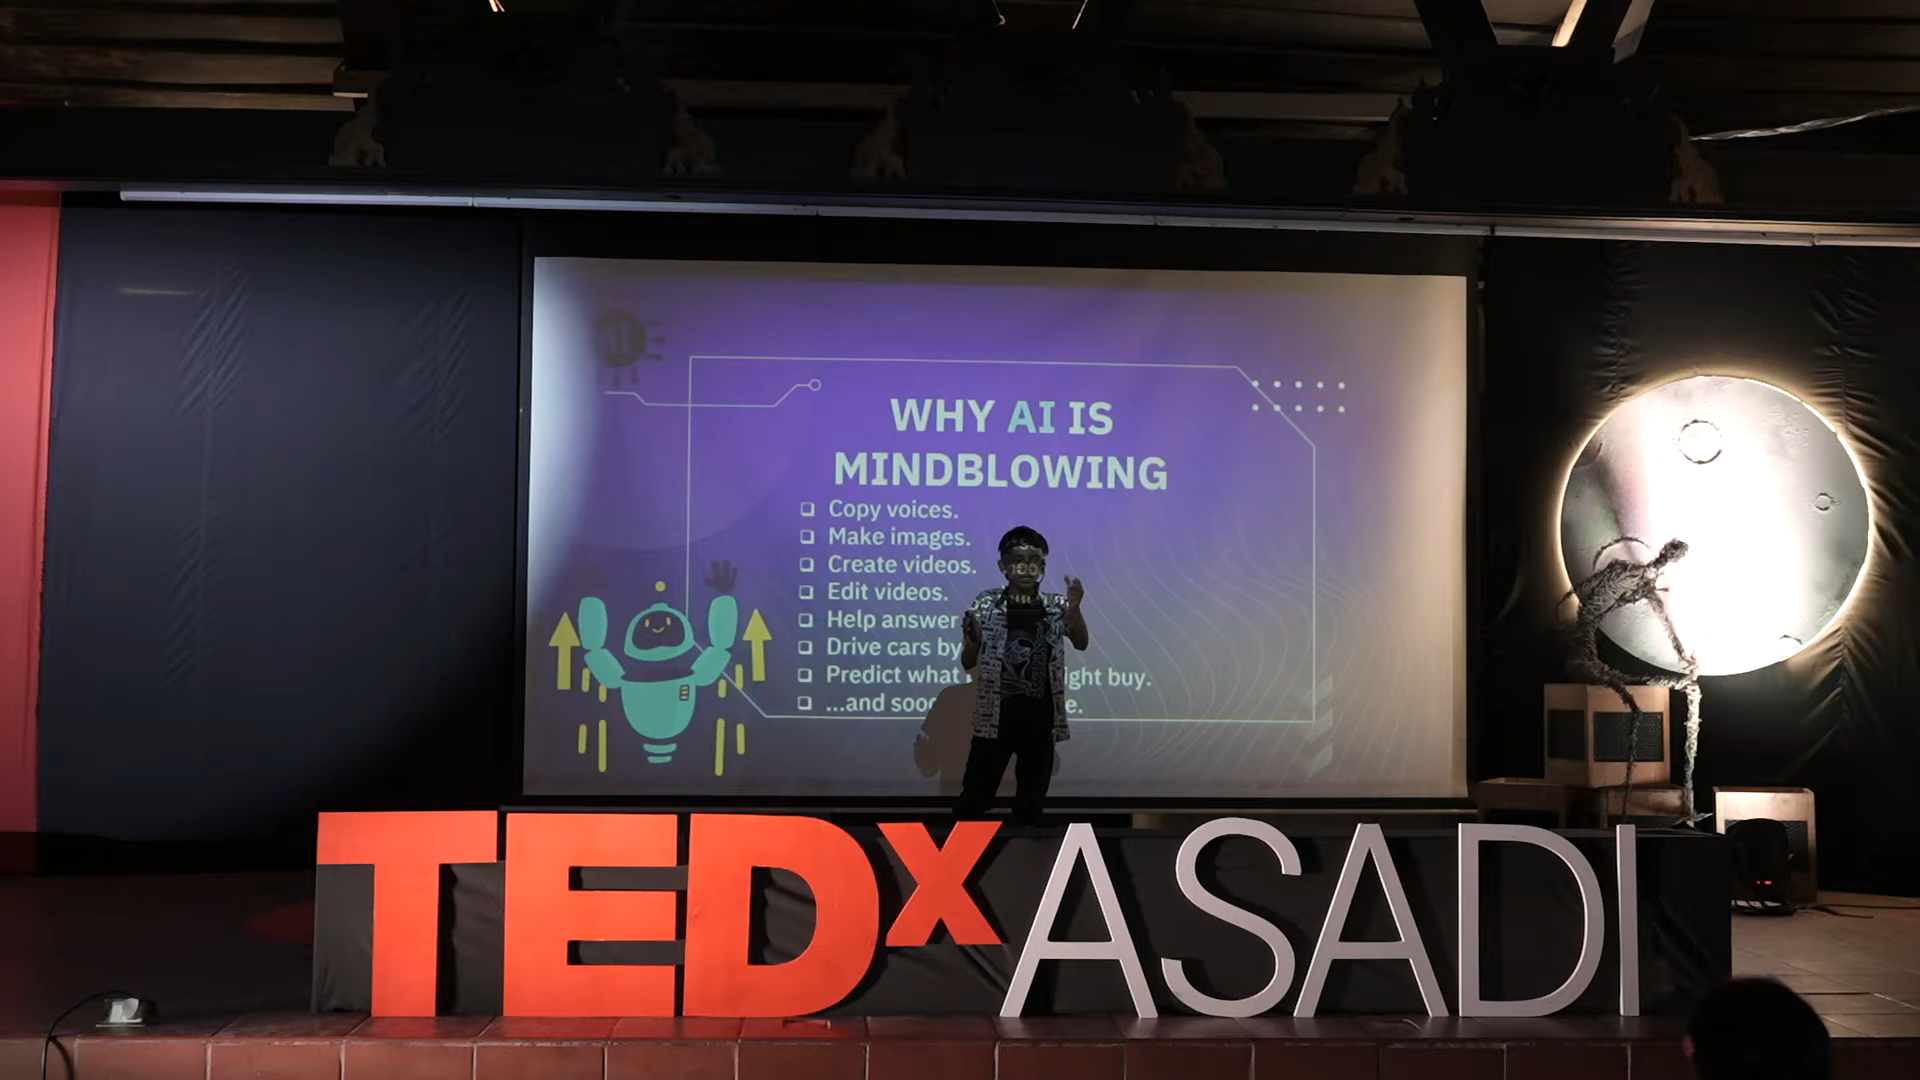 WHY AI IS
MINDBLOWING
❑ Copy voices.
❑ Make images.
❑ Create videos.
❑ Edit videos.
❑ Help answer
❑ Drive cars by
❑ Predict what ight buy.
❑ ...and soo e.
TEDx ASADI